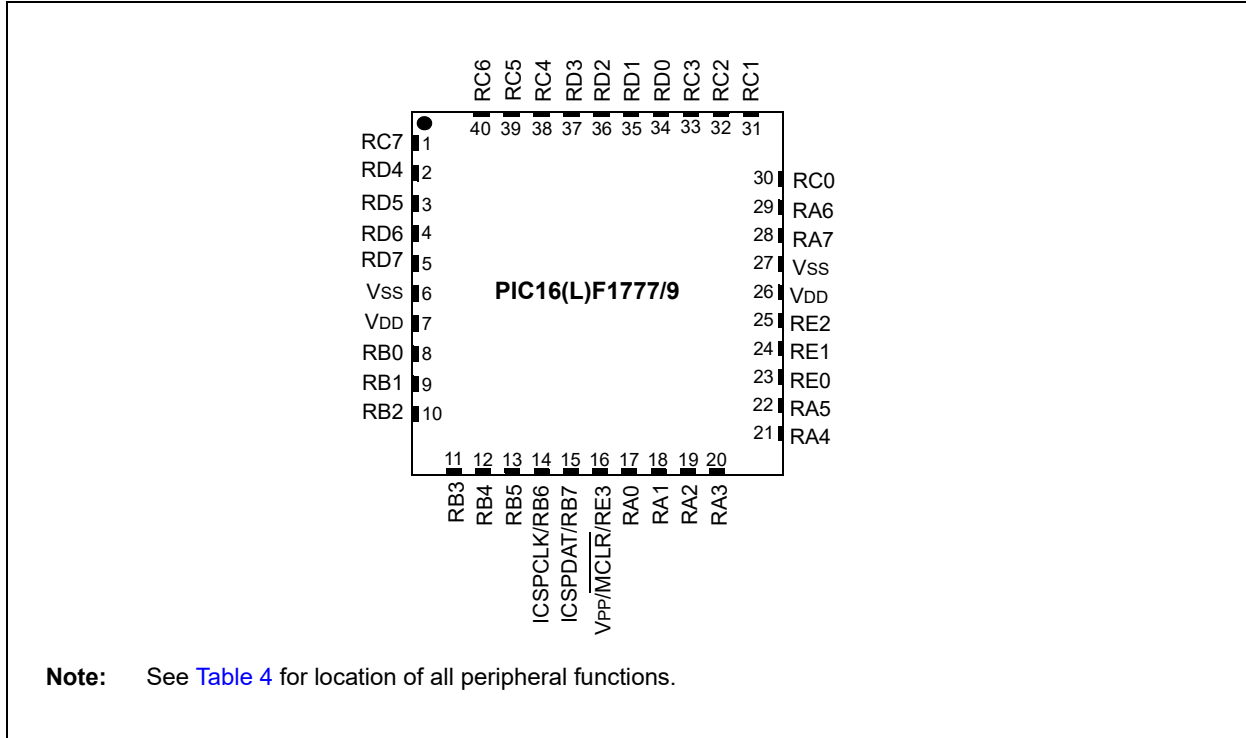 RC6 RC5 RC4 RD3 RD2 RD1 RD0 RC3 RC2 RC1
40 39 38 37 36 35 34 33 32 31
RC7 1
RD4 2
RD5 3
RD6 4
RD7 5
VSS 6
VDD 7
RB0 8
RB1 9
RB2 10
PIC16(L)F1777/9
30 RC0
29 RA6
28 RA7
27 VSS
26 VDD
25 RE2
24 RE1
23 RE0
22 RA5
21 RA4
11 12 13 14 15 16 17 18 19 20
RB3 RB4 RB5 ICSPCLK/RB6 ICSPDAT/RB7 VPP/MCLR/RE3 RA0 RA1 RA2 RA3
Note: See Table 4 for location of all peripheral functions.